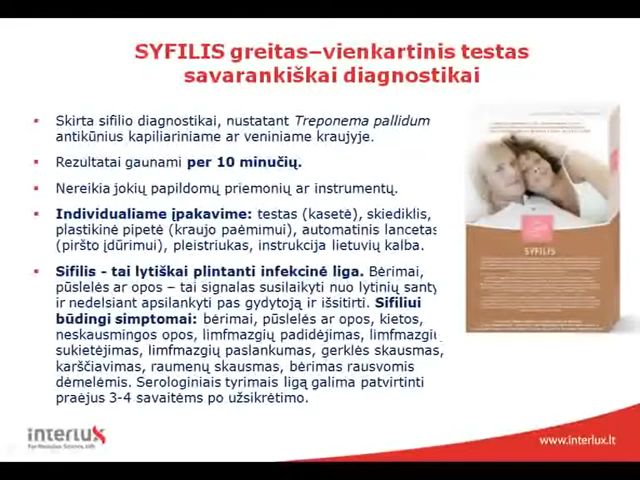 SYFILIS greitas–vienkartinis testas
savarankiškai diagnostikai
Skirta sifilio diagnostikai, nustatant Treponema pallidum
antikūnius kapiliariniame ar veniniame kraujyje.
Rezultatai gaunami per 10 minučių.
Nereikia jokių papildomų priemonių ar instrumentų.
Individualiame įpakavime: testas (kasetė), skiediklis,
plastikinė pipetė (kraujo paėmimui), automatinis lancetas
(piršto įdūrimui), pleistriukas, instrukcija lietuvių kalba.
Sifilis - tai lytiškai plintanti infekcinė liga. Bėrimai,
pūslelės ar opos – tai signalas susilaikyti nuo lytinių santy
ir nedelsiant apsilankyti pas gydytoją ir išsitirti. Sifiliui
būdingi simptomai: bėrimai, pūslelės ar opos, kietos,
neskausmingos opos, limfmazgių padidėjimas, limfmazgių
sukietėjimas, limfmazgių paslankumas, gerklės skausmas,
karščiavimas, raumenų skausmas, bėrimas rausvomis
dėmelėmis. Serologiniais tyrimais ligą galima patvirtinti
praėjus 3-4 savaitėms po užsikrėtimo.
SYFILIS
interlux
www.interlux.lt